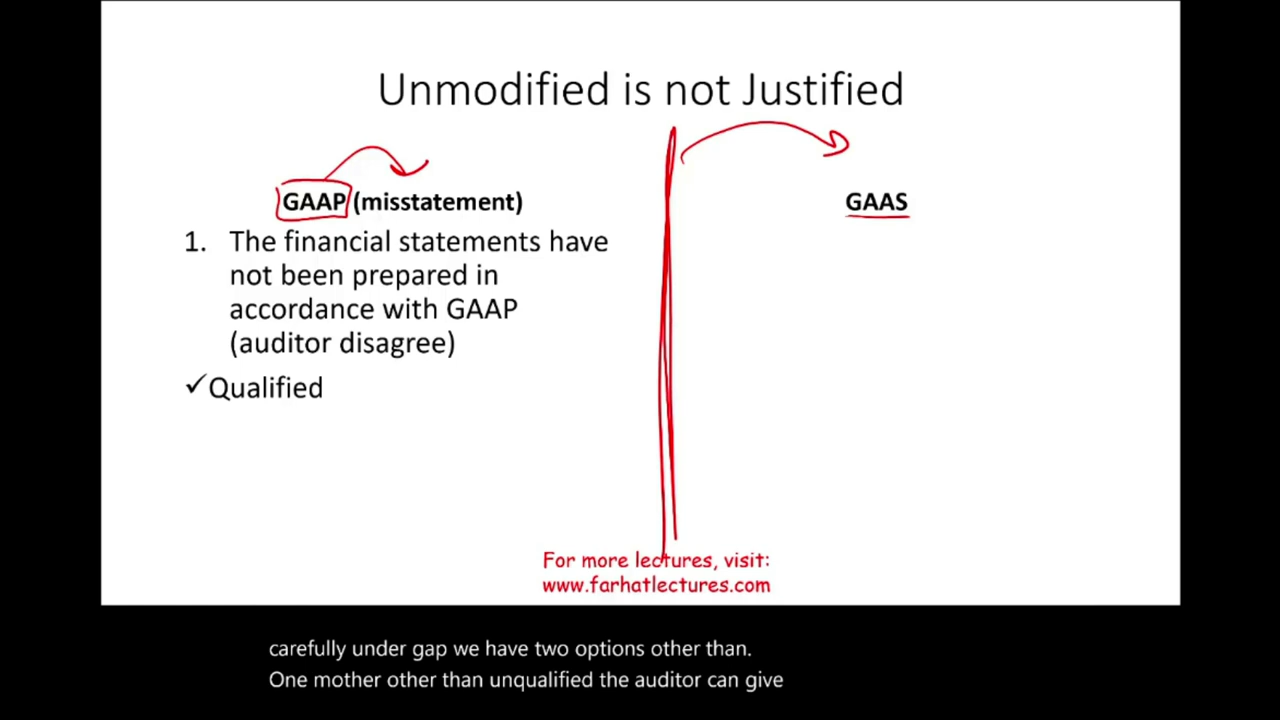 Unmodified is not Justified
GAAP (misstatement)
1. The financial statements have
not been prepared in
accordance with GAAP
(auditor disagree)
✓Qualified
GAAS
For more lectures, visit:
www.farhatlectures.com
carefully under gap we have two options other than.
One mother other than unqualified the auditor can give